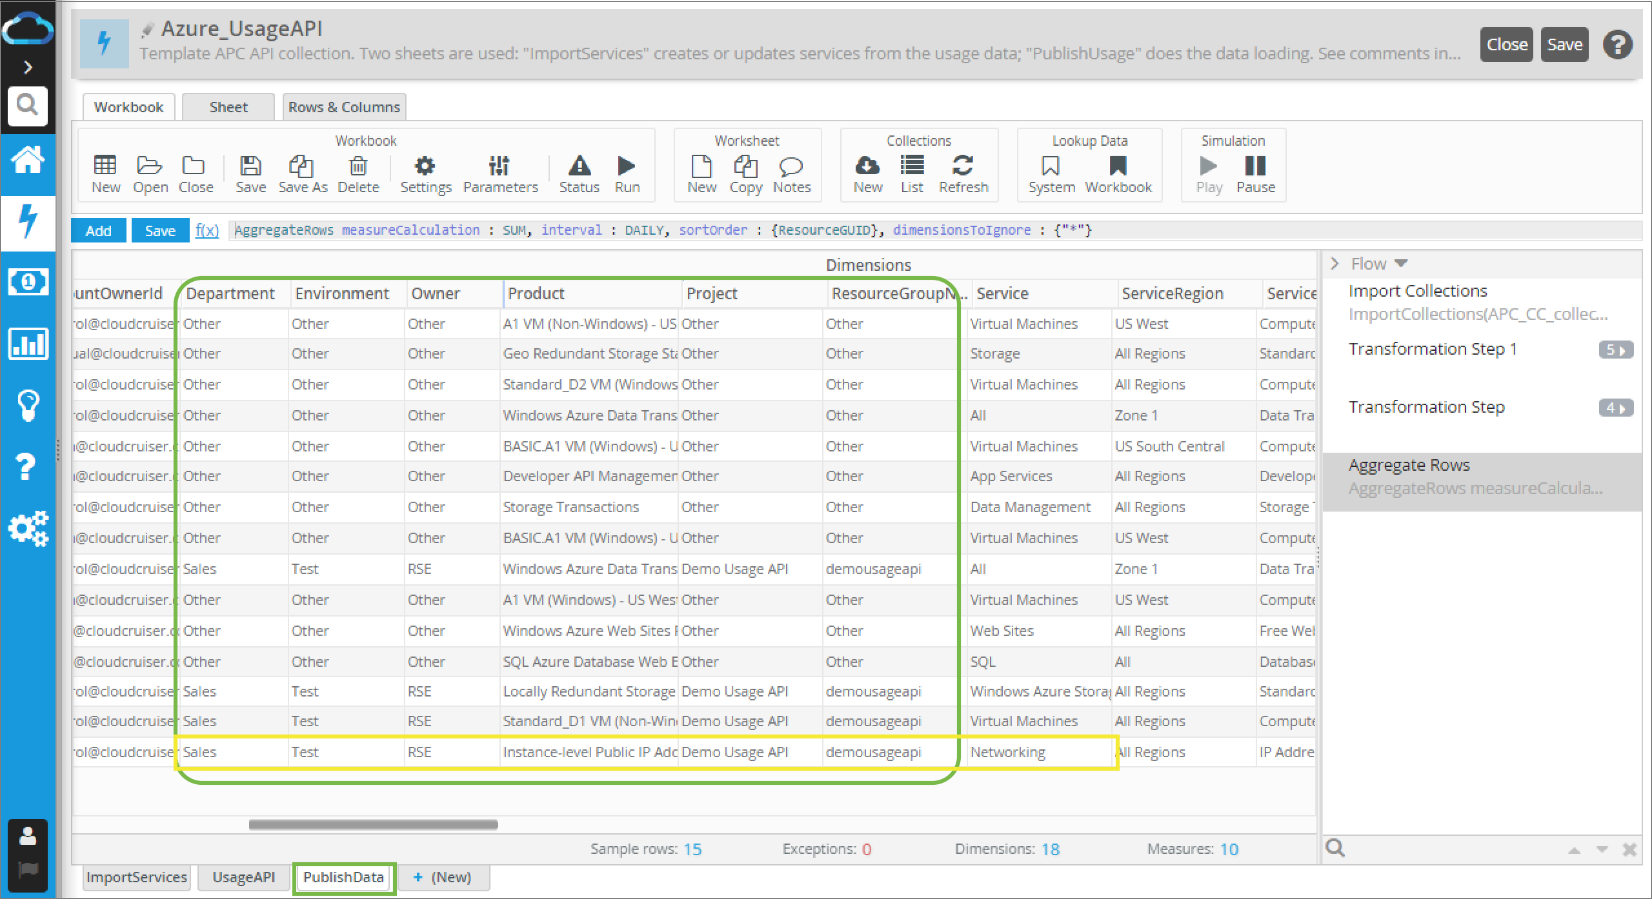 Azure_UsageAPI
Template APC API collection. Two sheets are used: "ImportServices" creates or updates services from the usage data; "PublishUsage" does the data loading. See comments in...
Close Save ?
Workbook Sheet Rows & Columns
Workbook Worksheet Collections Lookup Data Simulation
New Open Close Save Save As Delete Settings Parameters Status Run New Copy Notes New List Refresh System Workbook Play Pause
Add Save f(x) AggregateRows measureCalculation : SUM, interval : DAILY, sortOrder : {ResourceGUID}, dimensionsToIgnore : {"*"}
Dimensions
untOwnerId Department Environment Owner Product Project ResourceGroupN... Service ServiceRegion Service
rol@cloudcruiser Other Other Other A1 VM (Non-Windows) - US Other Other Virtual Machines US West Compute
ual@cloudcruiser Other Other Other Geo Redundant Storage Sta Other Other Storage All Regions Standard
rol@cloudcruiser Other Other Other Standard_D2 VM (Windows Other Other Virtual Machines All Regions Compute
rol@cloudcruiser Other Other Other Windows Azure Data Trans Other Other All Zone 1 Data Tra
@cloudcruiser. Other Other Other BASIC.A1 VM (Windows) - U Other Other Virtual Machines US South Central Compute
@cloudcruiser. Other Other Other Developer API Managemen Other Other App Services All Regions Develope
rol@cloudcruiser Other Other Other Storage Transactions Other Other Data Management All Regions Storage
@cloudcruiser. Other Other Other BASIC.A1 VM (Windows) - U Other Other Virtual Machines US West Compute
rol@cloudcruiser Sales Test RSE Windows Azure Data Trans Demo Usage API demousageapi All Zone 1 Data Tra
@cloudcruiser. Other Other Other A1 VM (Windows) - US Wes Other Other Virtual Machines US West Compute
@cloudcruiser. Other Other Other Windows Azure Web Sites Other Other Web Sites All Regions Free Wel
@cloudcruiser. Other Other Other SQL Azure Database Web E Other Other SQL All Databas
rol@cloudcruiser Sales Test RSE Locally Redundant Storage Demo Usage API demousageapi Windows Azure Storag All Regions Standard
rol@cloudcruiser Sales Test RSE Standard_D1 VM (Non-Win Demo Usage API demousageapi Virtual Machines All Regions Compute
rol@cloudcruiser Sales Test RSE Instance-level Public IP Add Demo Usage API demousageapi Networking All Regions IP Addre
Sample rows: 15 Exceptions: 0 Dimensions: 18 Measures: 10
ImportServices UsageAPI PublishData + (New)
Flow
Import Collections
ImportCollections(APC_CC_collec...
Transformation Step 1 5
Transformation Step 4
Aggregate Rows
AggregateRows measureCalcula...